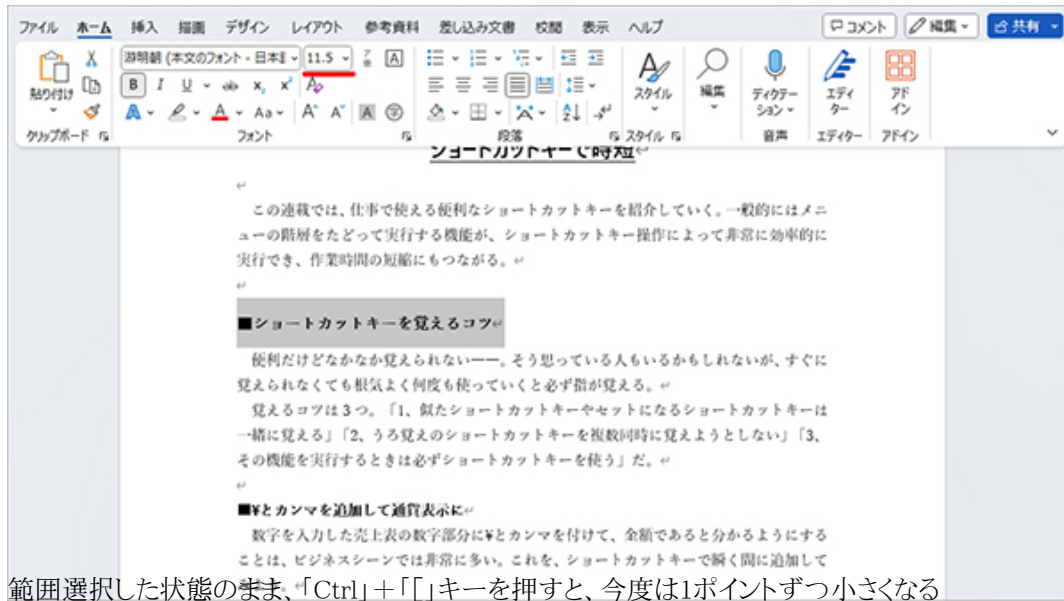 ファイル ホーム 挿入 描画 デザイン レイアウト 参考資料 差し込み文書 校閲 表示 ヘルプ コメント 編集 共有
游明朝 (本文のフォント - 日本語 11.5
貼り付け スタイル 編集 ディクテーション エディター アドイン
クリップボード フォント 段落 スタイル 音声 エディター アドイン
ショートカットキーで時短
この連載では、仕事で使える便利なショートカットキーを紹介していく。一般的にはメニ
ューの階層をたどって実行する機能が、ショートカットキー操作によって非常に効率的に
実行でき、作業時間の短縮にもつながる。
■ショートカットキーを覚えるコツ
便利だけどなかなか覚えられない――。そう思っている人もいるかもしれないが、すぐに
覚えられなくても根気よく何度も使っていくと必ず指が覚える。
覚えるコツは3つ。「1、似たショートカットキーやセットになるショートカットキーは
一緒に覚える」「2、うろ覚えのショートカットキーを複数同時に覚えようとしない」「3、
その機能を実行するときは必ずショートカットキーを使う」だ。
■¥とカンマを追加して通貨表示に
数字を入力した売上表の数字部分に¥とカンマを付けて、金額であると分かるようにする
ことは、ビジネスシーンでは非常に多い。これを、ショートカットキーで瞬く間に追加して
範囲選択した状態のまま、「Ctrl」＋「[」キーを押すと、今度は1ポイントずつ小さくなる